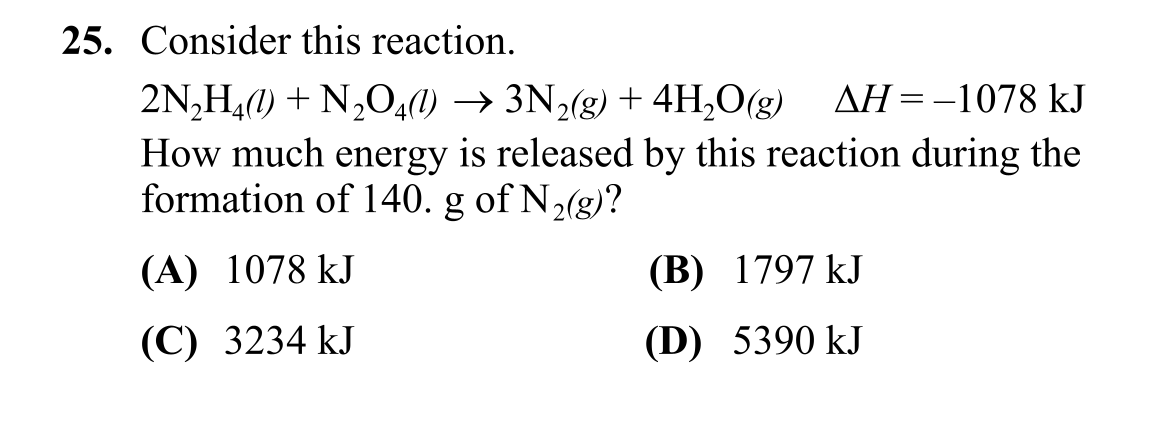 25. Consider this reaction.
2N₂H₄(l) + N₂O₄(l) → 3N₂(g) + 4H₂O(g) ΔH = –1078 kJ
How much energy is released by this reaction during the
formation of 140. g of N₂(g)?
(A) 1078 kJ (B) 1797 kJ
(C) 3234 kJ (D) 5390 kJ